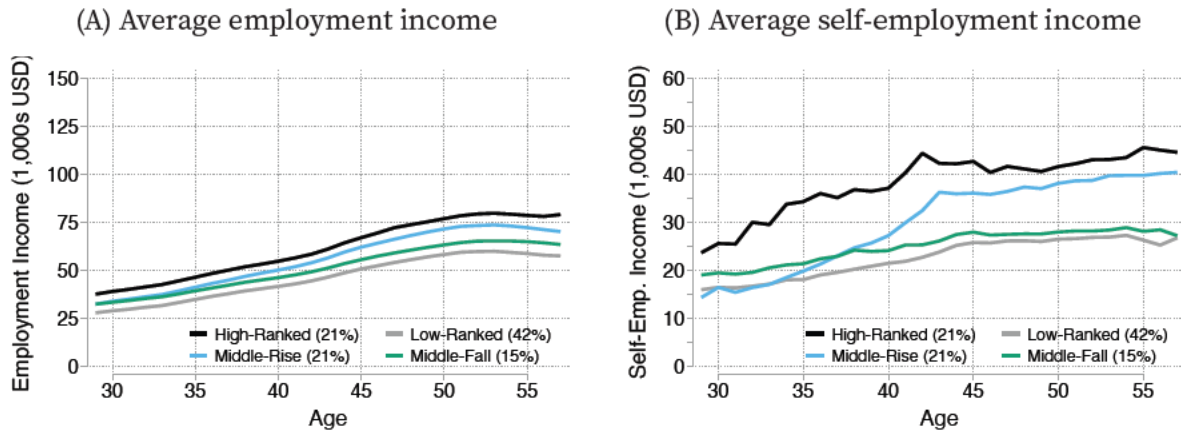 (A) Average employment income
Employment Income (1,000s USD)
150
125
100
75
50
25
0
High-Ranked (21%)
Low-Ranked (42%)
Middle-Rise (21%)
Middle-Fall (15%)
30 35 40 45 50 55
Age
(B) Average self-employment income
Self-Emp. Income (1,000s USD)
60
50
40
30
20
10
0
High-Ranked (21%)
Low-Ranked (42%)
Middle-Rise (21%)
Middle-Fall (15%)
30 35 40 45 50 55
Age